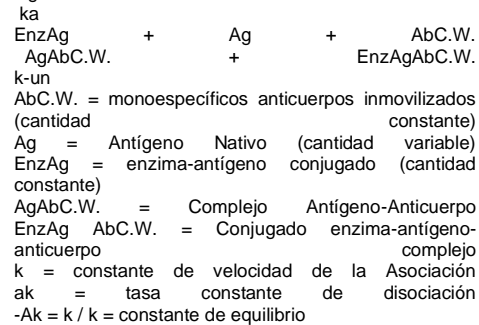 ka
EnzAg + Ag + AbC.W.
AgAbC.W. + EnzAgAbC.W.
k-un
AbC.W. = monoespecíficos anticuerpos inmovilizados
(cantidad constante)
Ag = Antígeno Nativo (cantidad variable)
EnzAg = enzima-antígeno conjugado (cantidad
constante)
AgAbC.W. = Complejo Antígeno-Anticuerpo
EnzAg AbC.W. = Conjugado enzima-antígeno-
anticuerpo complejo
k = constante de velocidad de la Asociación
ak = tasa constante de disociación
-Ak = k / k = constante de equilibrio